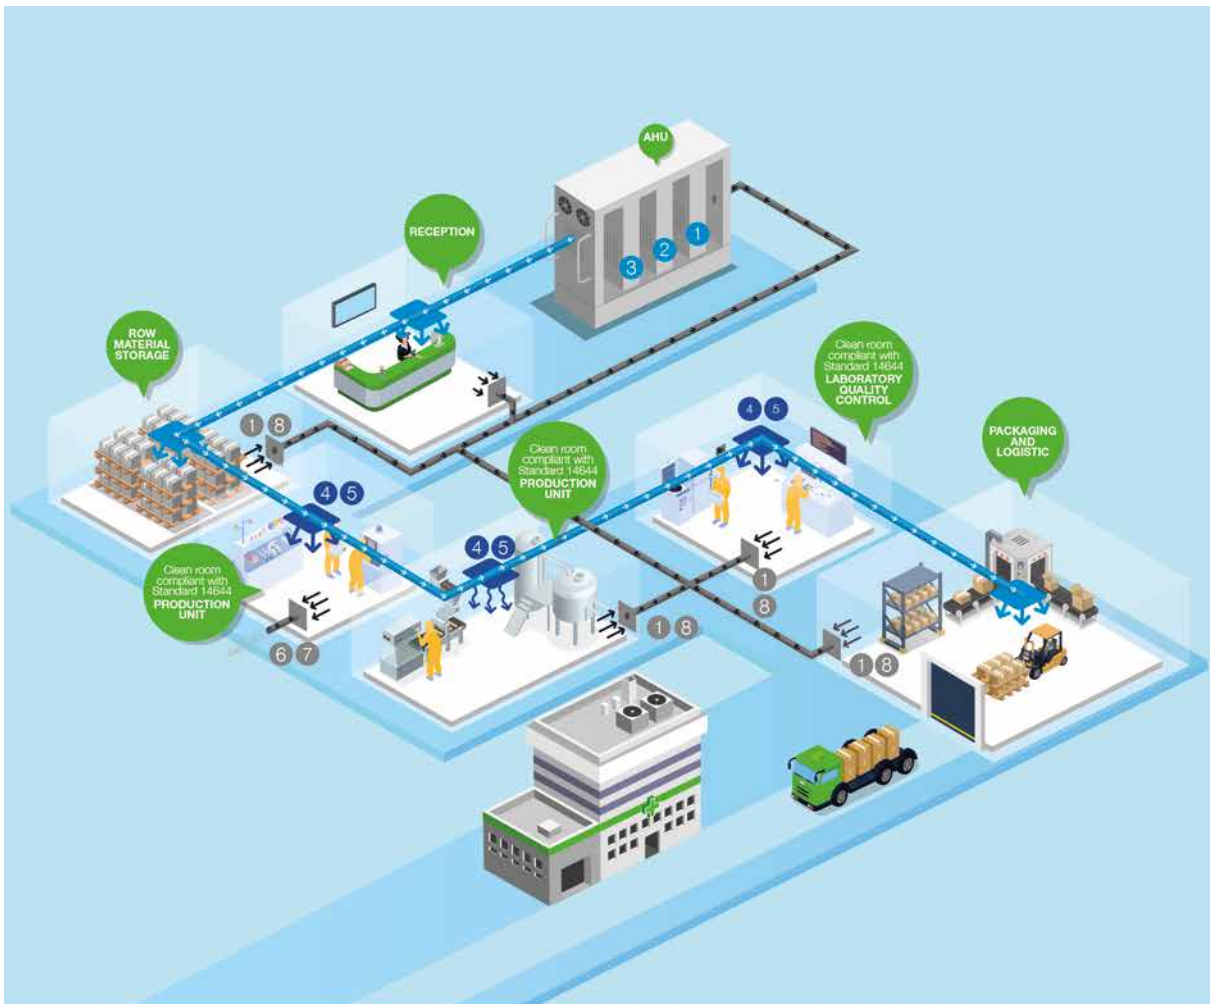 AHU
3
2
1
RECEPTION
ROW
MATERIAL
STORAGE
1 8
Clean room
compliant with
Standard 14644
LABORATORY
QUALITY
CONTROL
4 5
PACKAGING
AND
LOGISTIC
Clean room
compliant with
Standard 14644
PRODUCTION
UNIT
4 5
4 5
Clean room
compliant with
Standard 14644
PRODUCTION
UNIT
6 7
1 8
1
8
1 8